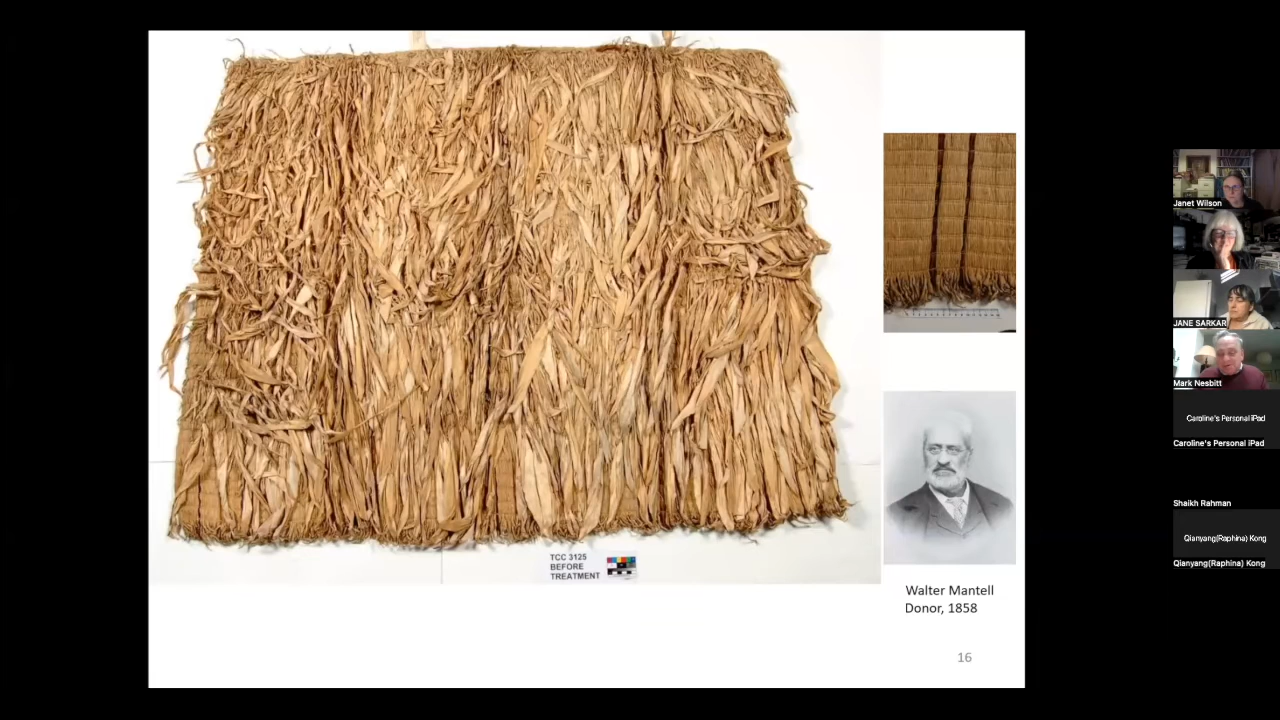 TCC 3125
BEFORE
TREATMENT
Walter Mantell
Donor, 1858
16
Janet Wilson
JANE SARKAR
Mark Nesbitt
Caroline's Personal iPad
Caroline's Personal iPad
Shaikh Rahman
Qianyang(Raphina) Kong
Qianyang(Raphina) Kong